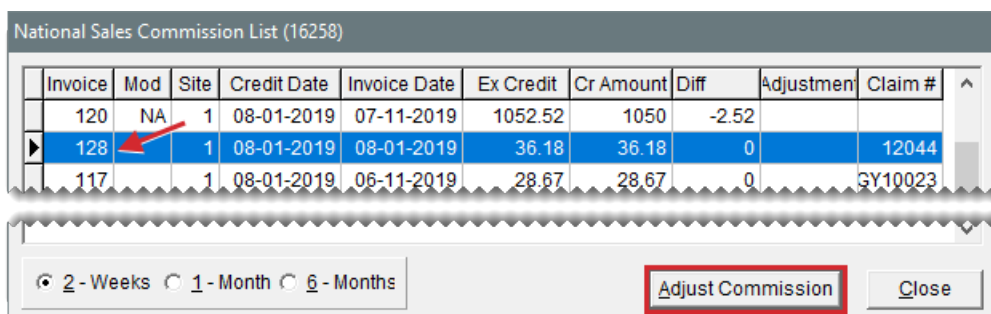 National Sales Commission List (16258)
Invoice Mod Site Credit Date Invoice Date Ex Credit Cr Amount Diff Adjustment Claim #
120 NA 1 08-01-2019 07-11-2019 1052.52 1050 -2.52
128 1 08-01-2019 08-01-2019 36.18 36.18 0 12044
117 1 08-01-2019 06-11-2019 28.67 28.67 0 GY10023
2 - Weeks 1 - Month 6 - Months Adjust Commission Close